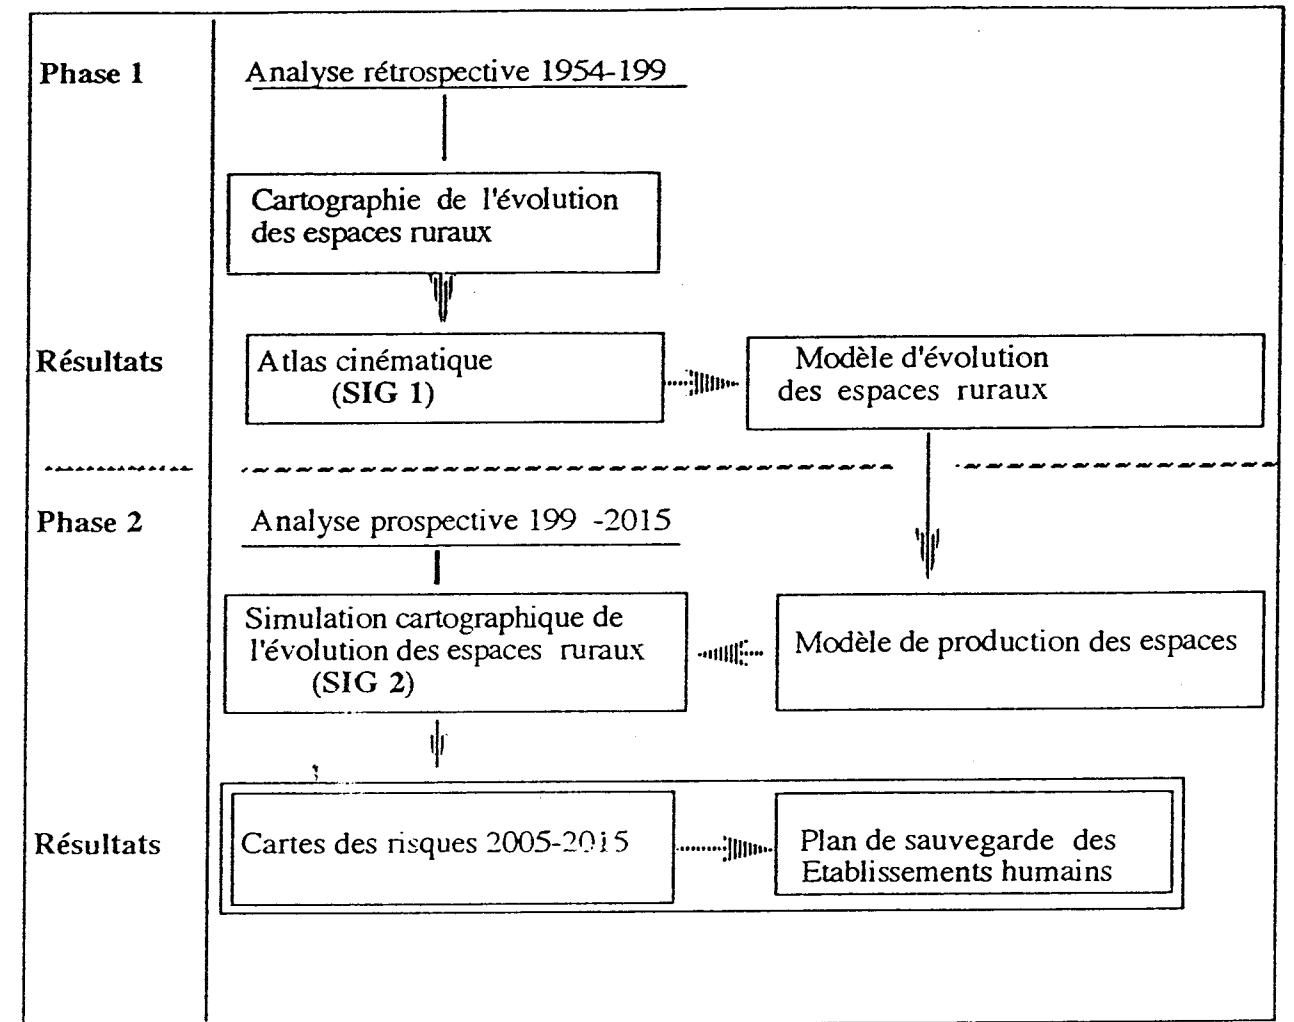 Phase 1
Analyse rétrospective 1954-199
Cartographie de l'évolution
des espaces ruraux
Résultats
Atlas cinématique
(SIG 1)
Modèle d'évolution
des espaces ruraux
Phase 2
Analyse prospective 199 -2015
Simulation cartographique de
l'évolution des espaces ruraux
(SIG 2)
Modèle de production des espaces
Résultats
Cartes des risques 2005-2015
Plan de sauvegarde des
Etablissements humains